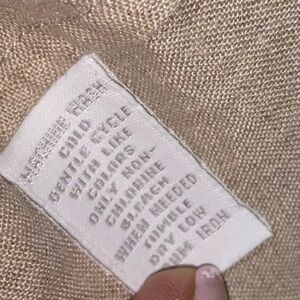 MACHINE WASH
COLD
GENTLE CYCLE
WITH LIKE
COLORS
ONLY NON-
CHLORINE
BLEACH
WHEN NEEDED
TUMBLE
DRY LOW
IRON